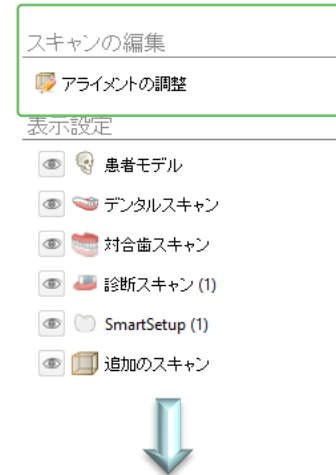 スキャンの編集
アライメントの調整
表示設定
患者モデル
デンタルスキャン
対合歯スキャン
診断スキャン (1)
SmartSetup (1)
追加のスキャン